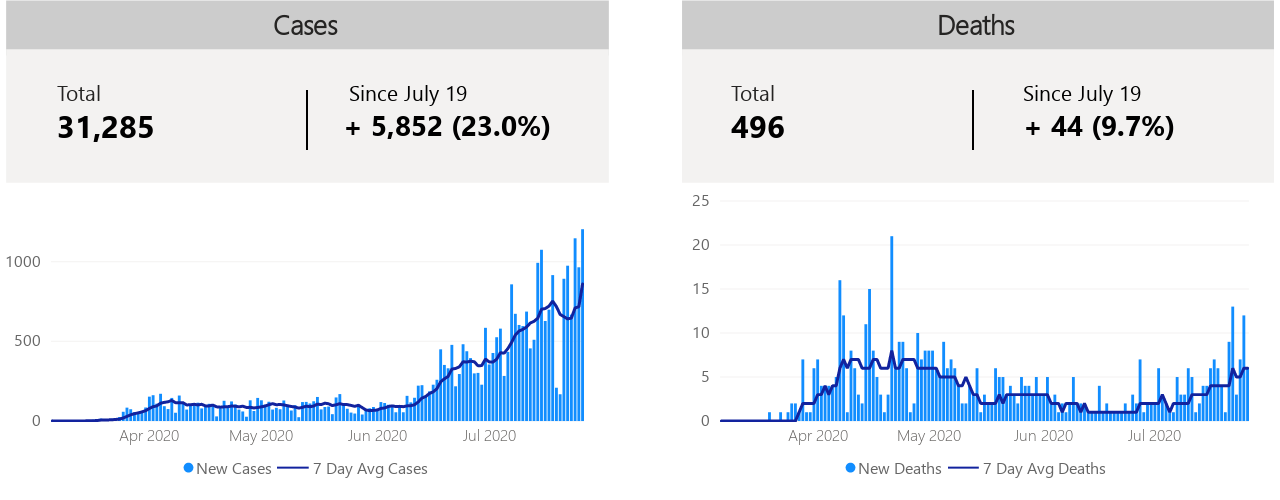 Cases
Total
Since July 19
31,285
+ 5,852 (23.0%)
1000
500
0
Apr 2020
May 2020
Jun 2020
Jul 2020
New Cases
7 Day Avg Cases
Deaths
Total
Since July 19
496
+ 44 (9.7%)
25
20
15
10
5
0
Apr 2020
May 2020
Jun 2020
Jul 2020
New Deaths
7 Day Avg Deaths